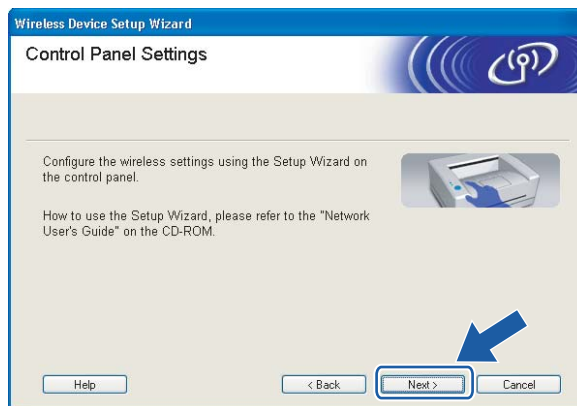 Wireless Device Setup Wizard
Control Panel Settings
Configure the wireless settings using the Setup Wizard on
the control panel.
How to use the Setup Wizard, please refer to the "Network
User's Guide" on the CD-ROM.
Help
< Back
Next >
Cancel